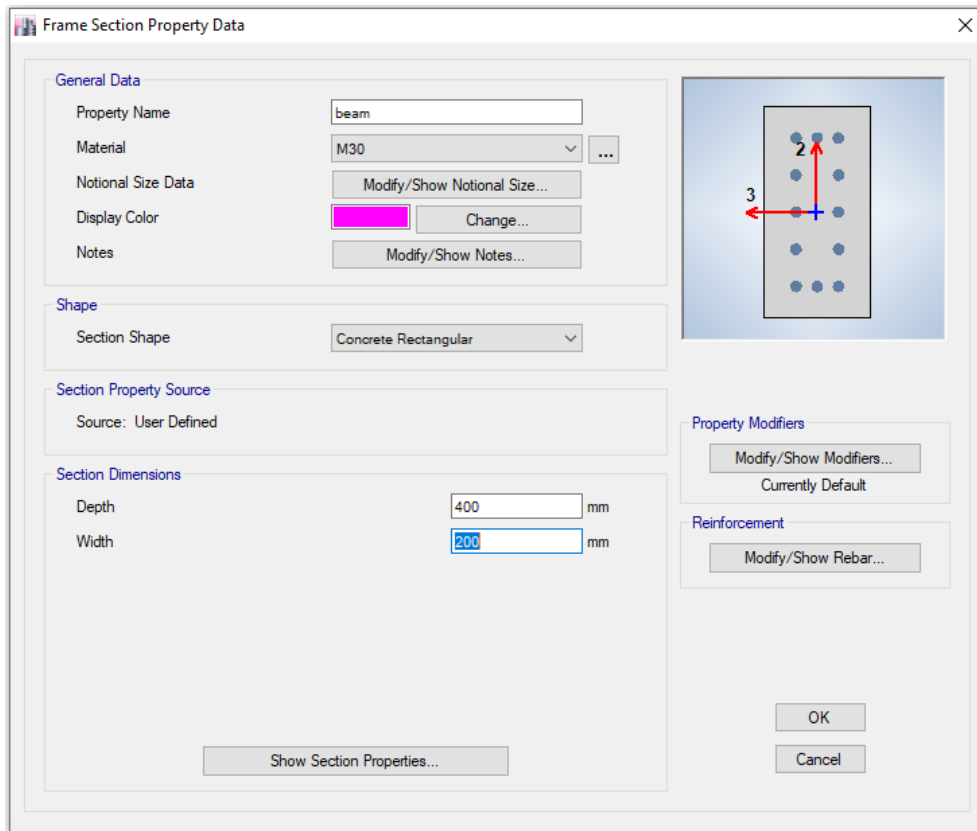 Frame Section Property Data
General Data
Property Name beam
Material M30 ...
Notional Size Data Modify/Show Notional Size...
Display Color Change...
Notes Modify/Show Notes...
Shape
Section Shape Concrete Rectangular
Section Property Source
Source: User Defined
Section Dimensions
Depth 400 mm
Width 200 mm
Show Section Properties...
2
3
Property Modifiers
Modify/Show Modifiers...
Currently Default
Reinforcement
Modify/Show Rebar...
OK
Cancel